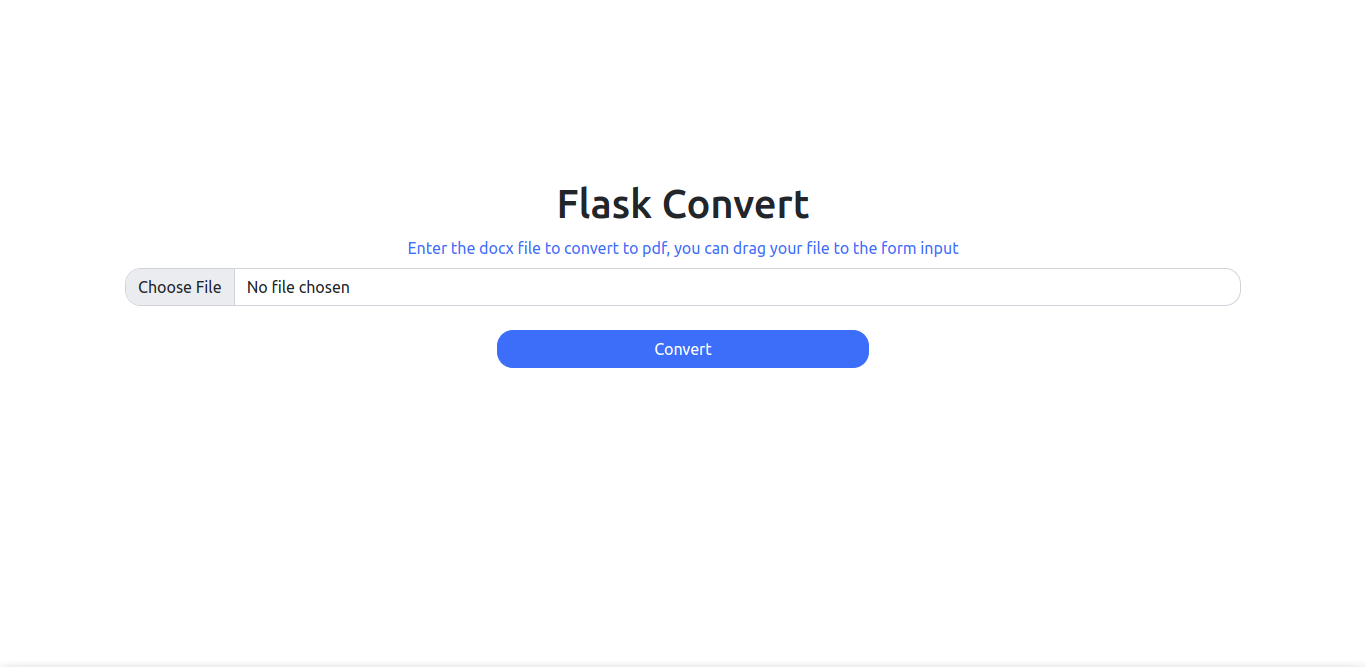 Flask Convert
Enter the docx file to convert to pdf, you can drag your file to the form input
Choose File No file chosen
Convert